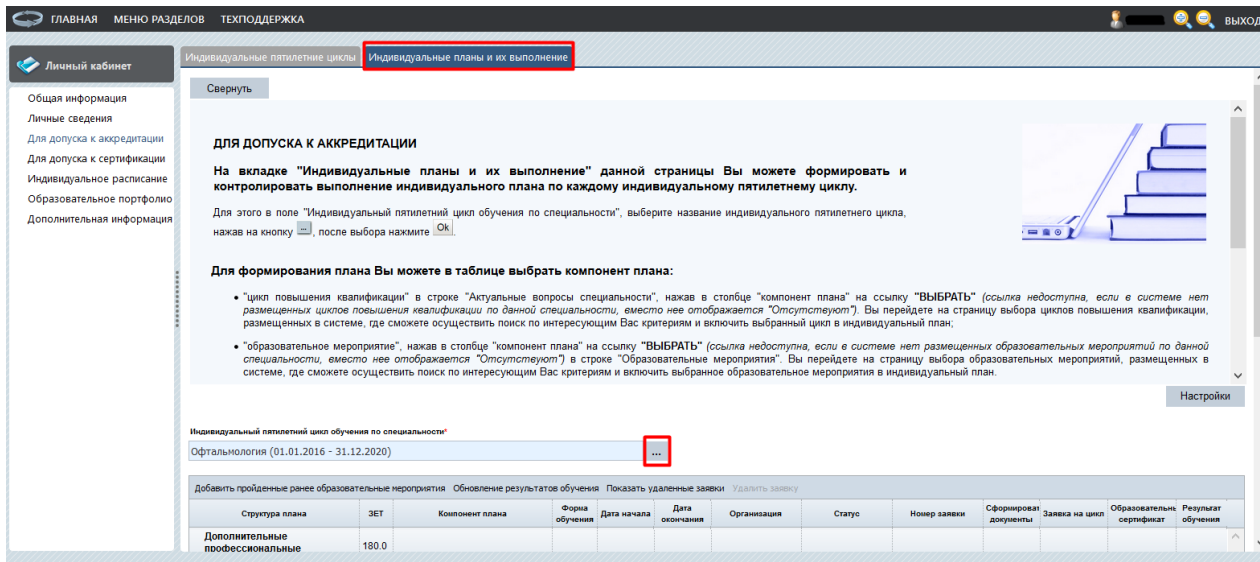 ГЛАВНАЯ МЕНЮ РАЗДЕЛОВ ТЕХПОДДЕРЖКА ВЫХОД
Личный кабинет
Общая информация
Личные сведения
Для допуска к аккредитации
Для допуска к сертификации
Индивидуальное расписание
Образовательное портфолио
Дополнительная информация
Индивидуальные пятилетние циклы Индивидуальные планы и их выполнение
Свернуть
ДЛЯ ДОПУСКА К АККРЕДИТАЦИИ
На вкладке "Индивидуальные планы и их выполнение" данной страницы Вы можете формировать и
контролировать выполнение индивидуального плана по каждому индивидуальному пятилетнему циклу.
Для этого в поле "Индивидуальный пятилетний цикл обучения по специальности", выберите название индивидуального пятилетнего цикла,
нажав на кнопку ... , после выбора нажмите Ok .
Для формирования плана Вы можете в таблице выбрать компонент плана:
• "цикл повышения квалификации" в строке "Актуальные вопросы специальности", нажав в столбце "компонент плана" на ссылку "ВЫБРАТЬ" (ссылка недоступна, если в системе нет
размещенных циклов повышения квалификации по данной специальности, вместо нее отображается "Отсутствуют"). Вы перейдете на страницу выбора циклов повышения квалификации,
размещенных в системе, где сможете осуществить поиск по интересующим Вас критериям и включить выбранный цикл в индивидуальный план;
• "образовательное мероприятие", нажав в столбце "компонент плана" на ссылку "ВЫБРАТЬ" (ссылка недоступна, если в системе нет размещенных образовательных мероприятий по данной
специальности, вместо нее отображается "Отсутствуют") в строке "Образовательные мероприятия". Вы перейдете на страницу выбора образовательных мероприятий, размещенных в
системе, где сможете осуществить поиск по интересующим Вас критериям и включить выбранное образовательное мероприятия в индивидуальный план.
Настройки
Индивидуальный пятилетний цикл обучения по специальности*
Офтальмология (01.01.2016 - 31.12.2020) ...
Добавить пройденные ранее образовательные мероприятия Обновление результатов обучения Показать удаленные заявки Удалить заявку
Структура плана ЗЕТ Компонент плана Форма обучения Дата начала Дата окончания Организация Статус Номер заявки Сформироват документы Заявка на цикл Образовательнь сертификат Результат обучения
Дополнительные
профессиональные 180.0